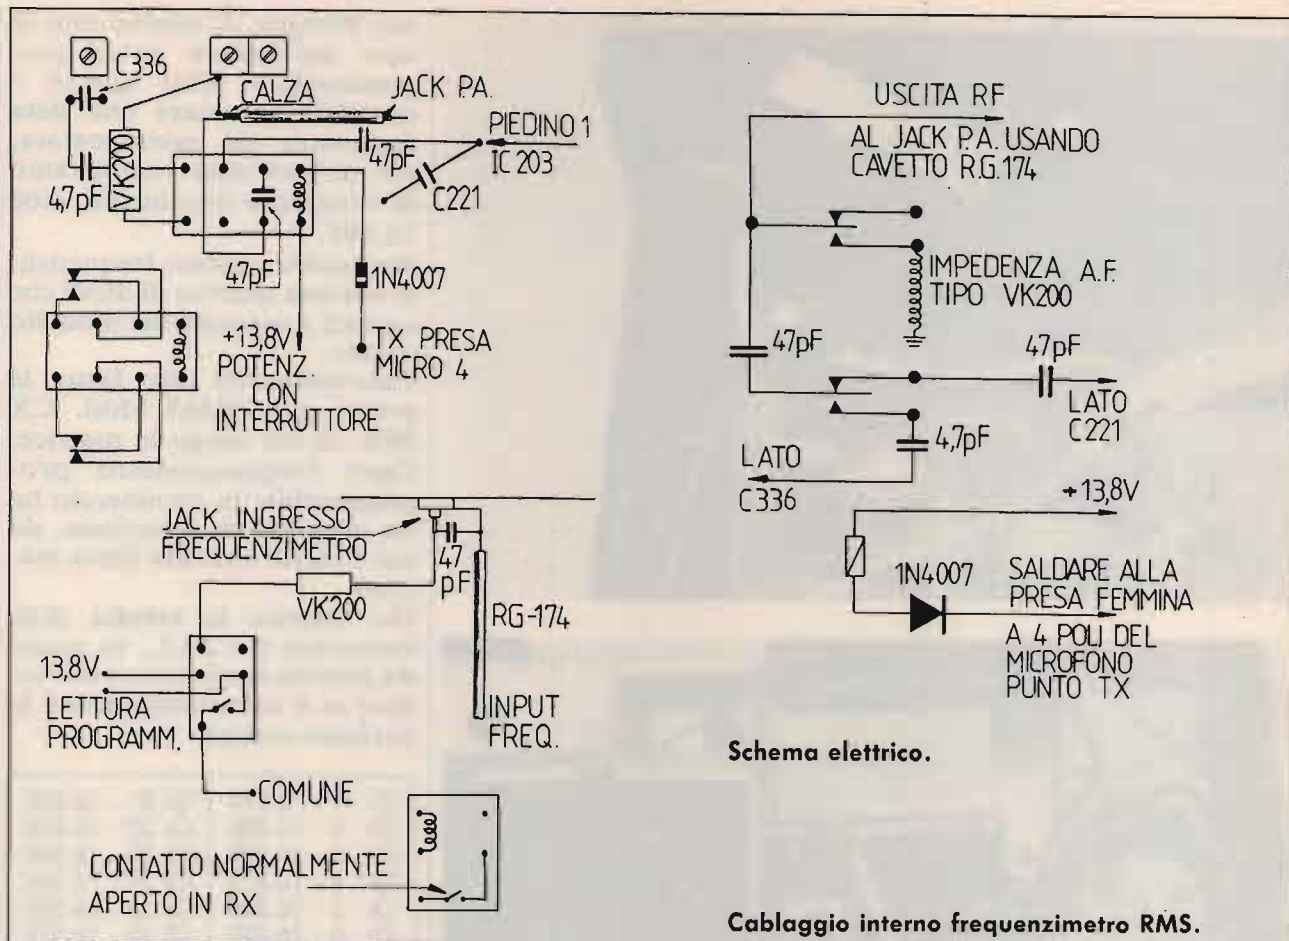 C336
CALZA
JACK P.A.
PIEDINO 1
IC 203
47pF
C221
VK200
4,7pF
47pF
1N4007
+13,8V
POTENZ.
CON
INTERRUTTORE
TX PRESA
MICRO 4
JACK INGRESSO
FREQUENZIMETRO
47
pF
VK200
RG-174
13,8V
LETTURA
PROGRAMM.
INPUT
FREQ.
COMUNE
CONTATTO NORMALMENTE
APERTO IN RX
USCITA RF
AL JACK P.A. USANDO
CAVETTO R.G.174
IMPEDENZA A.F.
TIPO VK200
47pF
47pF
LATO
C221
4,7pF
LATO
C336
+13,8V
1N4007
SALDARE ALLA
PRESA FEMMINA
A 4 POLI DEL
MICROFONO
PUNTO TX
Schema elettrico.
Cablaggio interno frequenzimetro RMS.